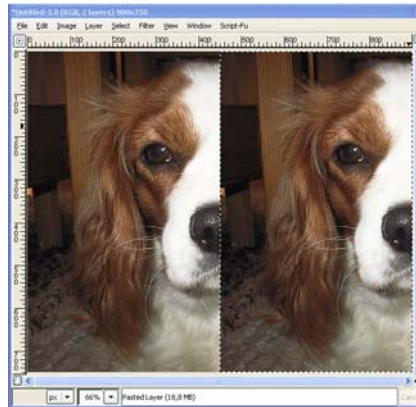 *Untitled-3.0 (RGB, 2 layers) 900x750
File Edit Image Layer Select Filter View Window Script-Fu
px 66% Pasted Layer (18,8 MB)